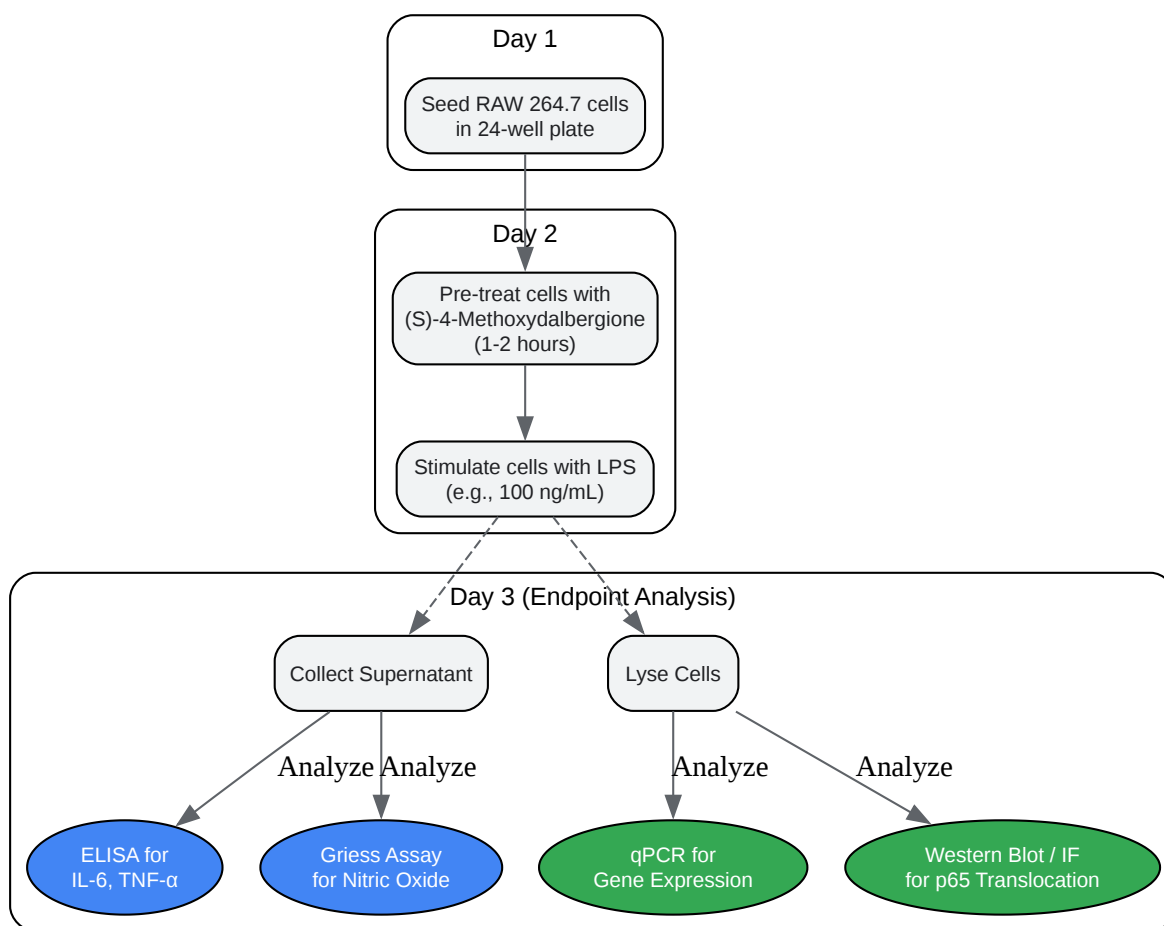 Day 1
Seed RAW 264.7 cells
in 24-well plate
Day 2
Pre-treat cells with
(S)-4-Methoxydalbergione
(1-2 hours)
Stimulate cells with LPS
(e.g., 100 ng/mL)
Day 3 (Endpoint Analysis)
Collect Supernatant
Lyse Cells
Analyze
Analyze
Analyze
Analyze
ELISA for
IL-6, TNF-α
Griess Assay
for Nitric Oxide
qPCR for
Gene Expression
Western Blot / IF
for p65 Translocation